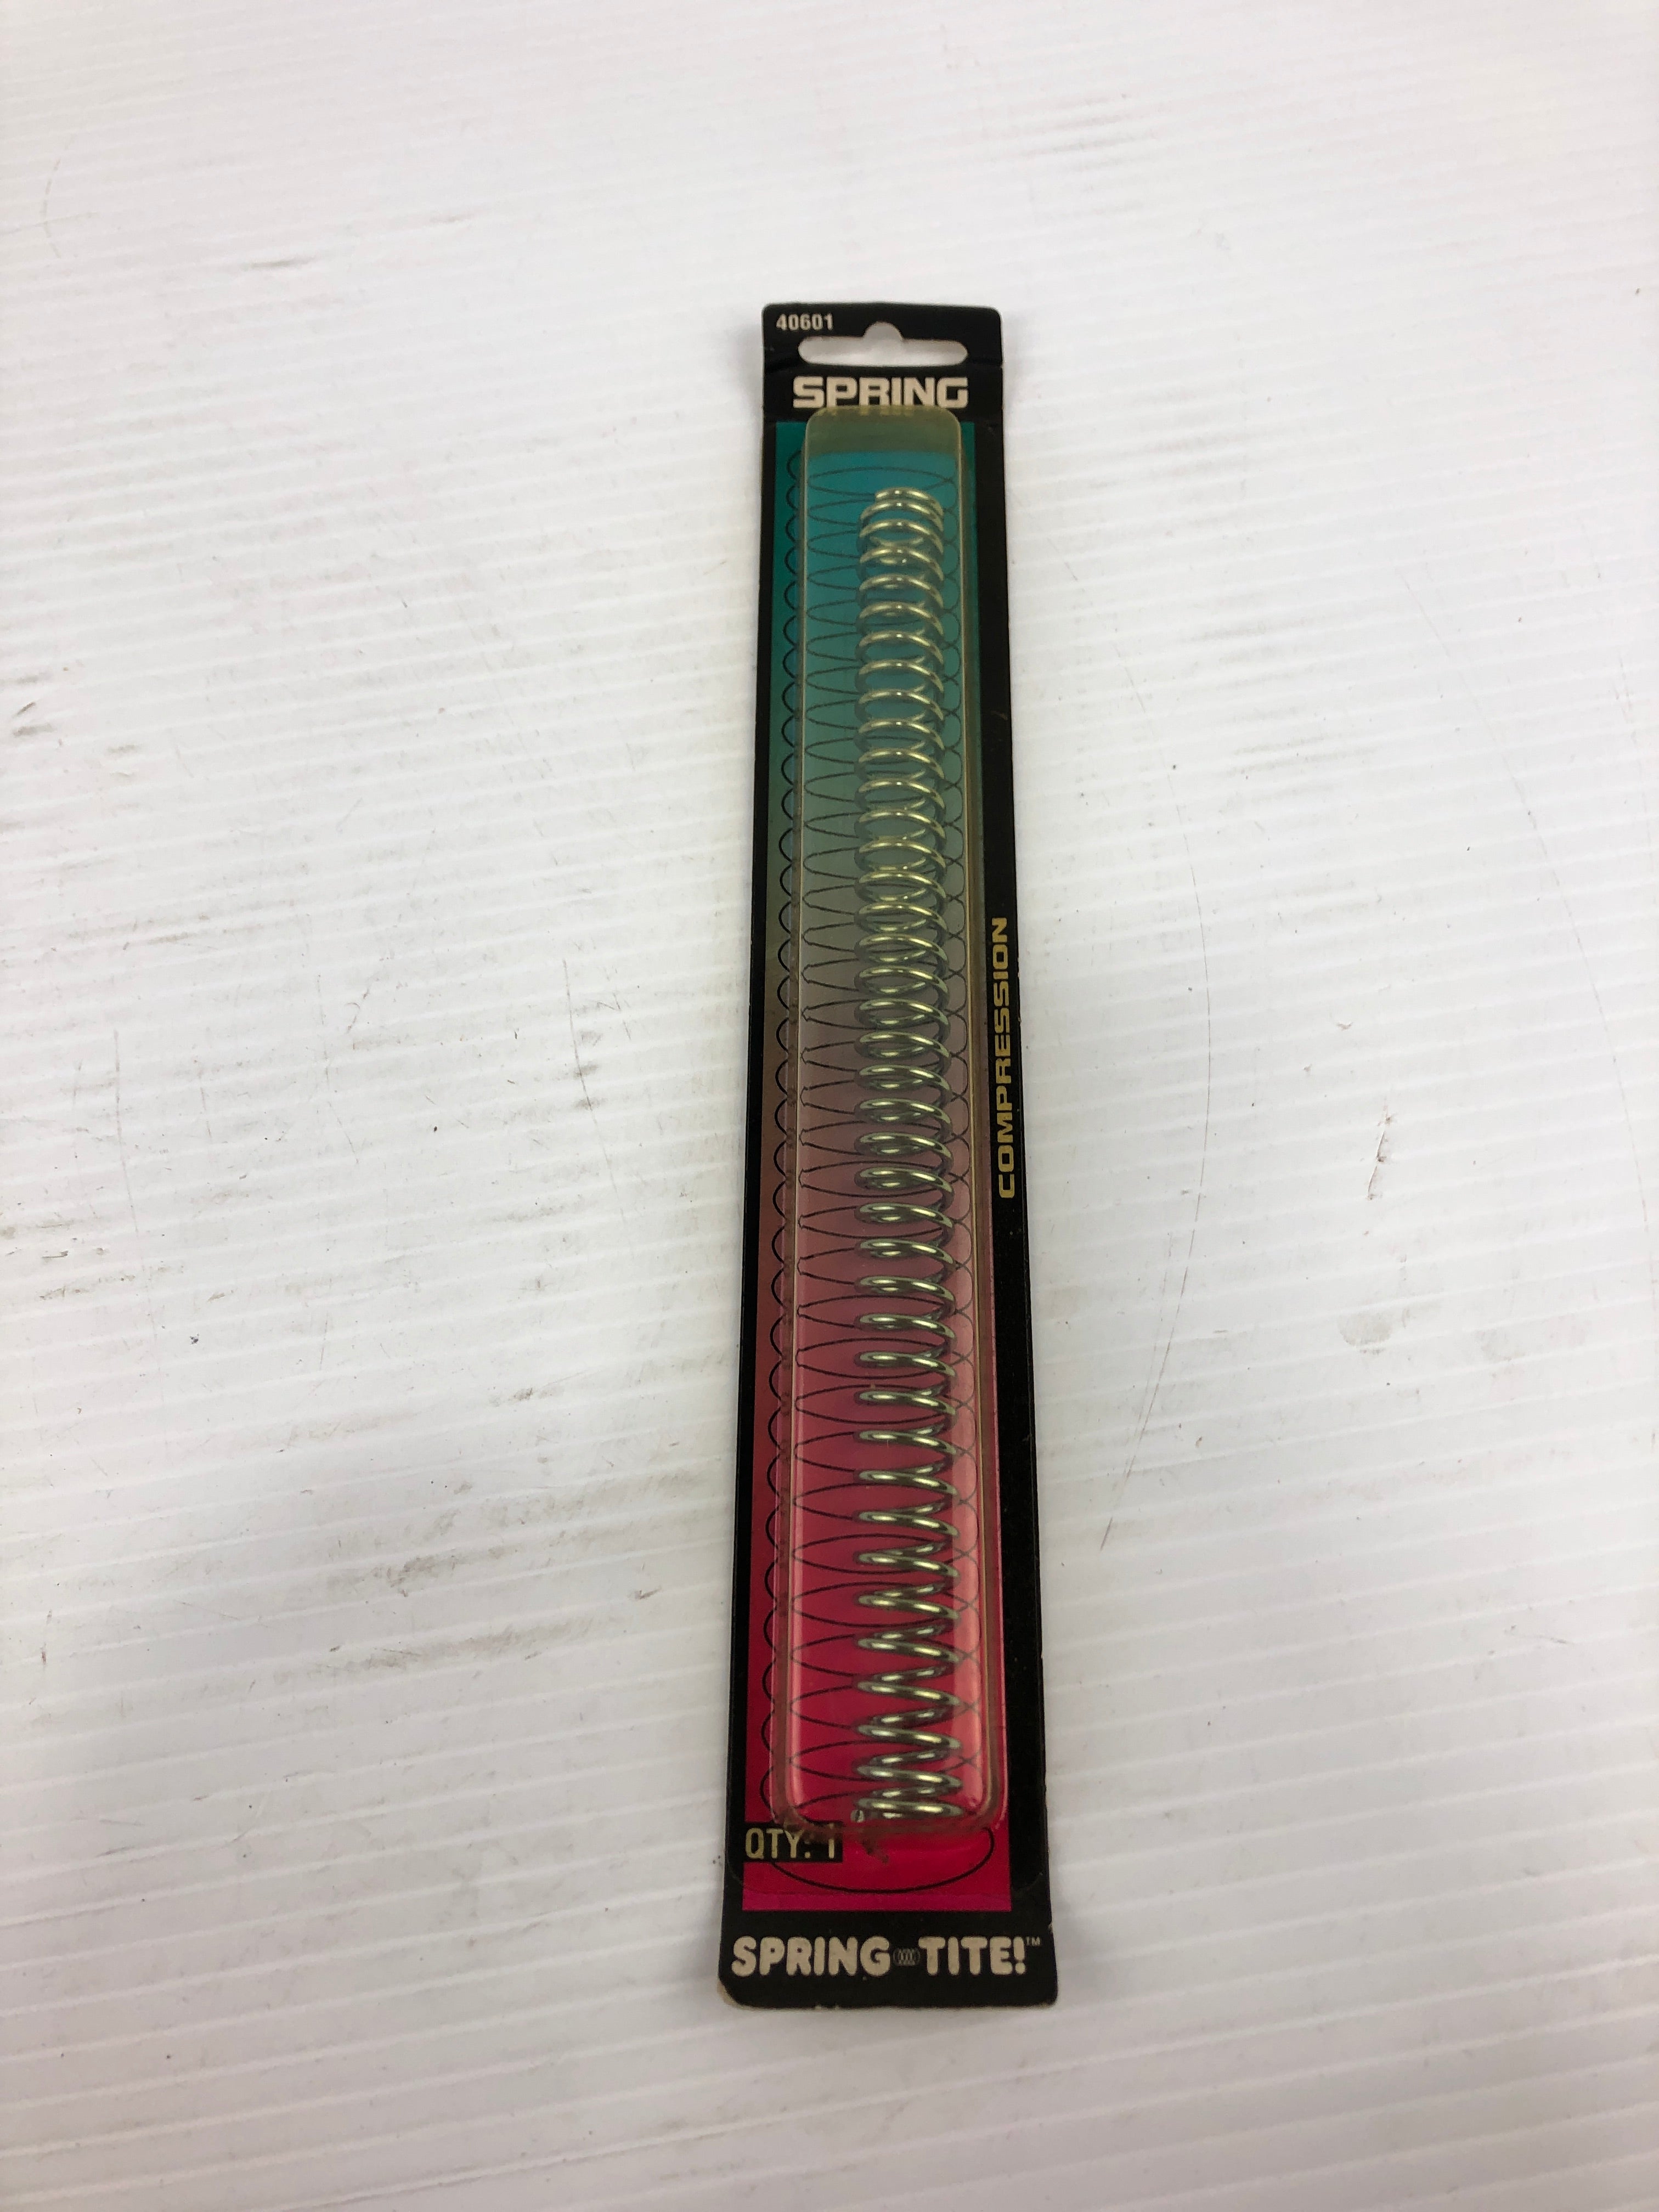 40601
SPRING
COMPRESSION
QTY: 1
SPRING TITE!™